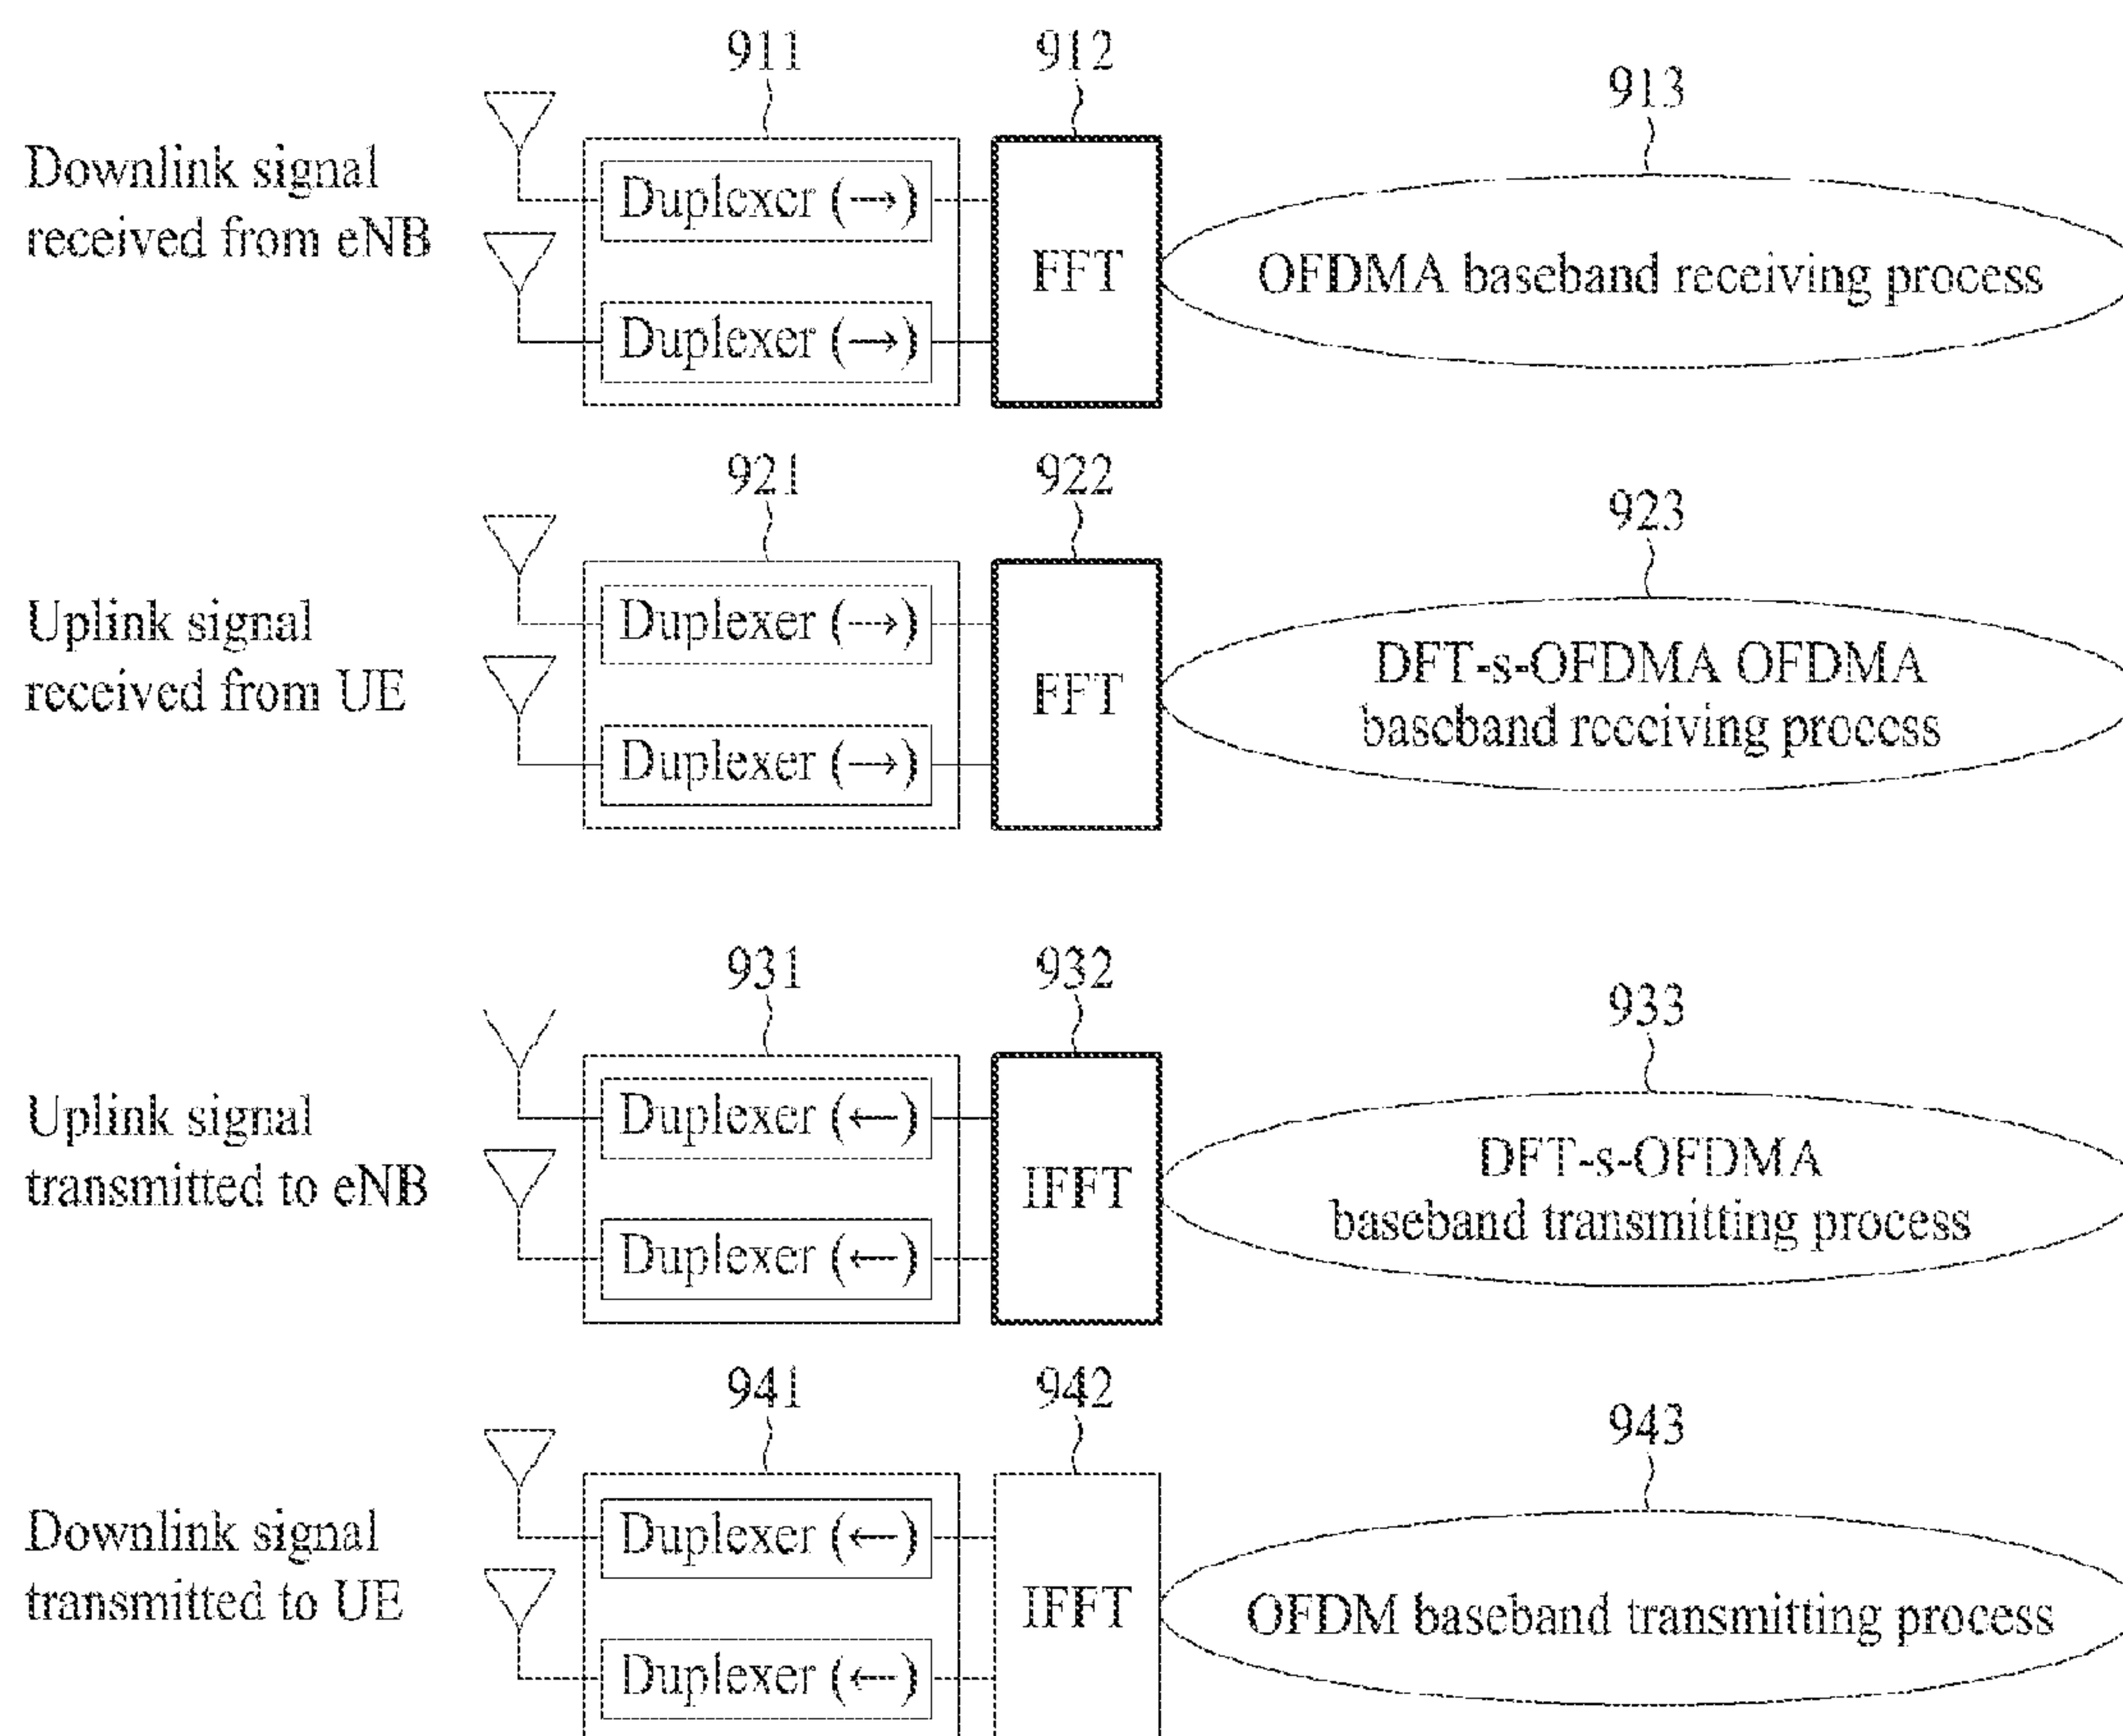 911
912
913
Downlink signal
received from eNB
Duplexer (→)
Duplexer (→)
FFT
OFDMA baseband receiving process
921
922
923
Uplink signal
received from UE
Duplexer (→)
Duplexer (→)
FFT
DFT-s-OFDMA OFDMA
baseband receiving process
931
932
933
Uplink signal
transmitted to eNB
Duplexer (←)
Duplexer (←)
IFFT
DFT-s-OFDMA
baseband transmitting process
941
942
943
Downlink signal
transmitted to UE
Duplexer (←)
Duplexer (←)
IFFT
OFDM baseband transmitting process